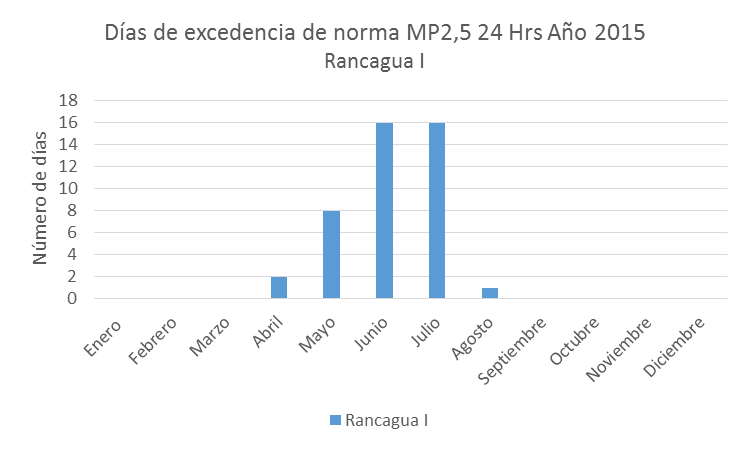 Días de excedencia de norma MP2,5 24 Hrs Año 2015
Rancagua I
Número de días
18
16
14
12
10
8
6
4
2
0
Enero
Febrero
Marzo
Abril
Mayo
Junio
Julio
Agosto
Septiembre
Octubre
Noviembre
Diciembre
Rancagua I